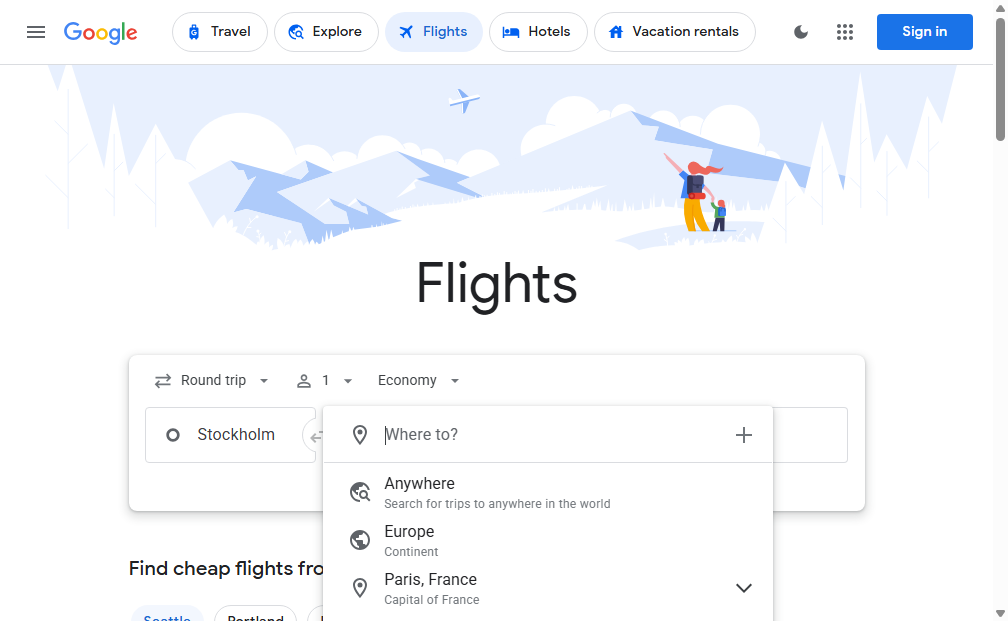 Google
Travel
Explore
Flights
Hotels
Vacation rentals
Sign in
Flights
Round trip
1
Economy
Stockholm
Where to?
Anywhere
Search for trips to anywhere in the world
Europe
Continent
Paris, France
Capital of France
Find cheap flights fro
Seattle
Portland